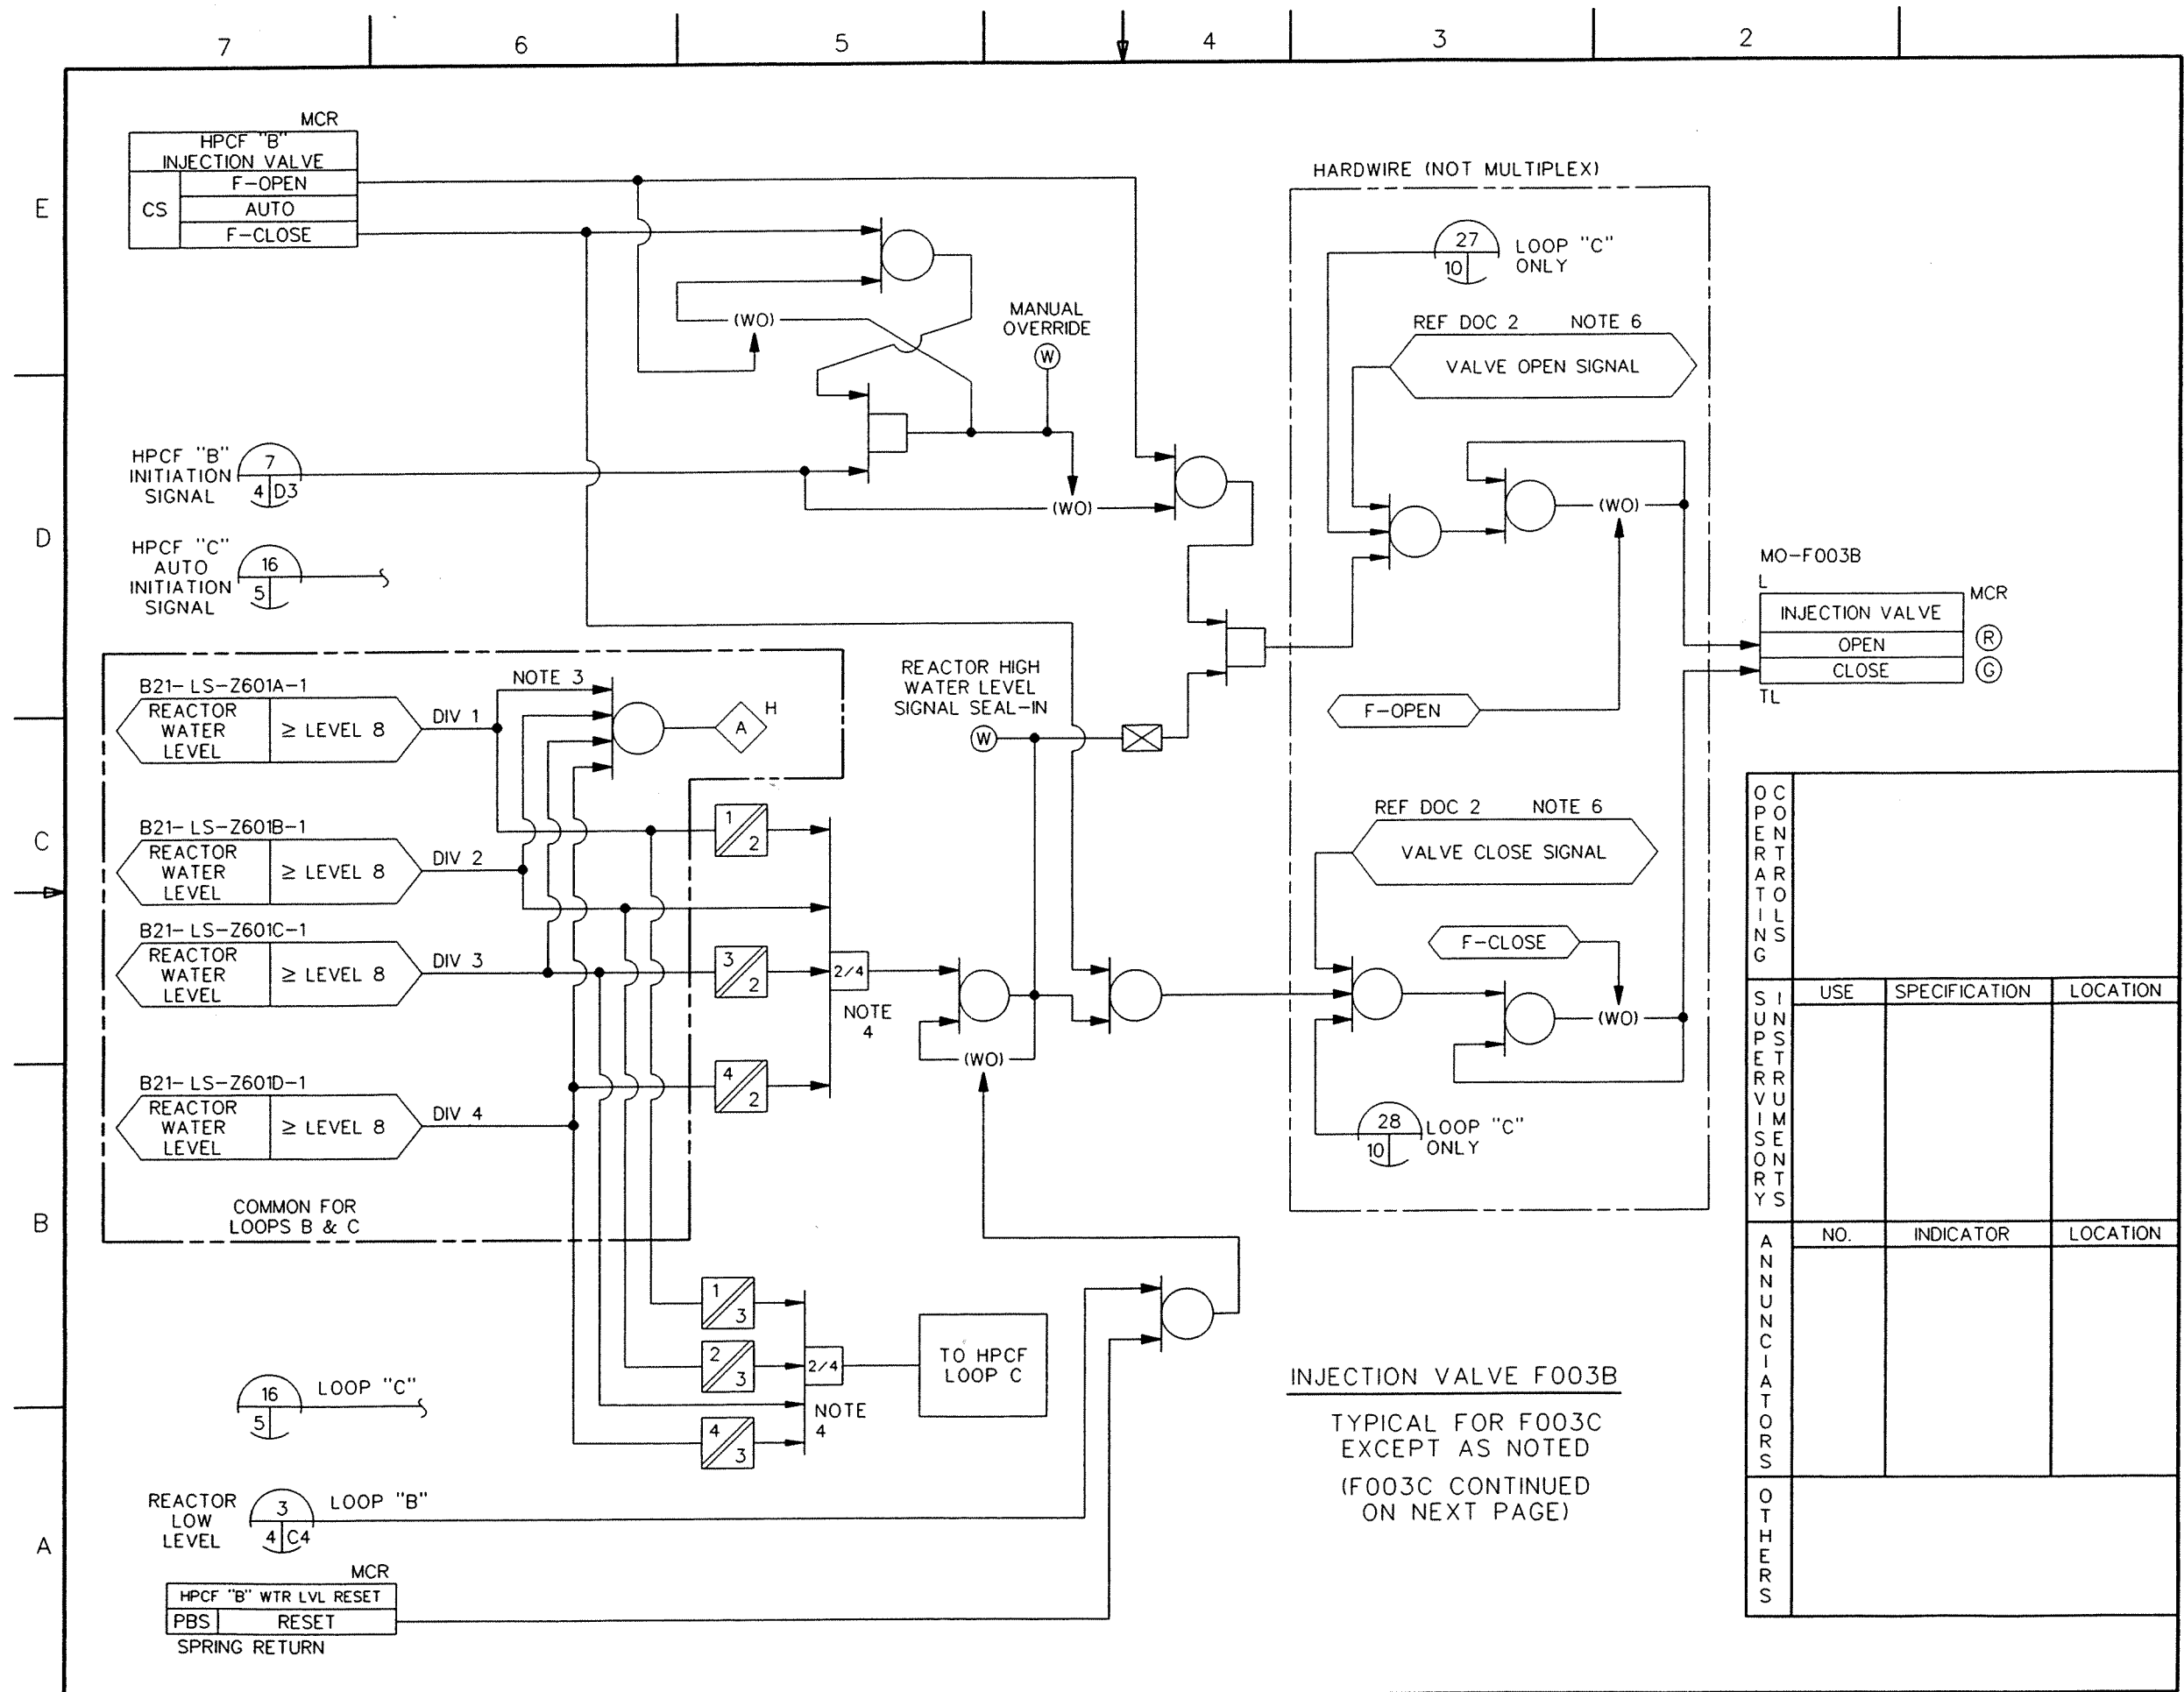 7 6 5 4 3 2
E
D
C
B
A
MCR
HPCF "B"
INJECTION VALVE
CS
F-OPEN
AUTO
F-CLOSE
(WO)
MANUAL
OVERRIDE
W
HARDWIRE (NOT MULTIPLEX)
27
10
LOOP "C"
ONLY
REF DOC 2 NOTE 6
VALVE OPEN SIGNAL
HPCF "B"
INITIATION
SIGNAL
7
4 D3
(WO)
(WO)
HPCF "C"
AUTO
INITIATION
SIGNAL
16
5
MO-F003B
L
MCR
INJECTION VALVE
OPEN
R
CLOSE
G
TL
B21-LS-Z601A-1
REACTOR
WATER
LEVEL
≥ LEVEL 8
DIV 1
NOTE 3
A
H
REACTOR HIGH
WATER LEVEL
SIGNAL SEAL-IN
W
F-OPEN
B21-LS-Z601B-1
REACTOR
WATER
LEVEL
≥ LEVEL 8
DIV 2
1
2
REF DOC 2 NOTE 6
VALVE CLOSE SIGNAL
B21-LS-Z601C-1
REACTOR
WATER
LEVEL
≥ LEVEL 8
DIV 3
3
2
2/4
NOTE
4
F-CLOSE
(WO)
(WO)
B21-LS-Z601D-1
REACTOR
WATER
LEVEL
≥ LEVEL 8
DIV 4
4
2
28
10
LOOP "C"
ONLY
COMMON FOR
LOOPS B & C
1
3
2
3
2/4
NOTE
4
4
3
TO HPCF
LOOP C
16
5
LOOP "C"
REACTOR
LOW
LEVEL
3
4 C4
LOOP "B"
MCR
HPCF "B" WTR LVL RESET
PBS
RESET
SPRING RETURN
INJECTION VALVE F003B
TYPICAL FOR F003C
EXCEPT AS NOTED
(F003C CONTINUED
ON NEXT PAGE)
OPERATING
CONTROLS
SUPERVISORY
INSTRUMENTS
USE
SPECIFICATION
LOCATION
ANNUNCIATORS
NO.
INDICATOR
LOCATION
OTHERS